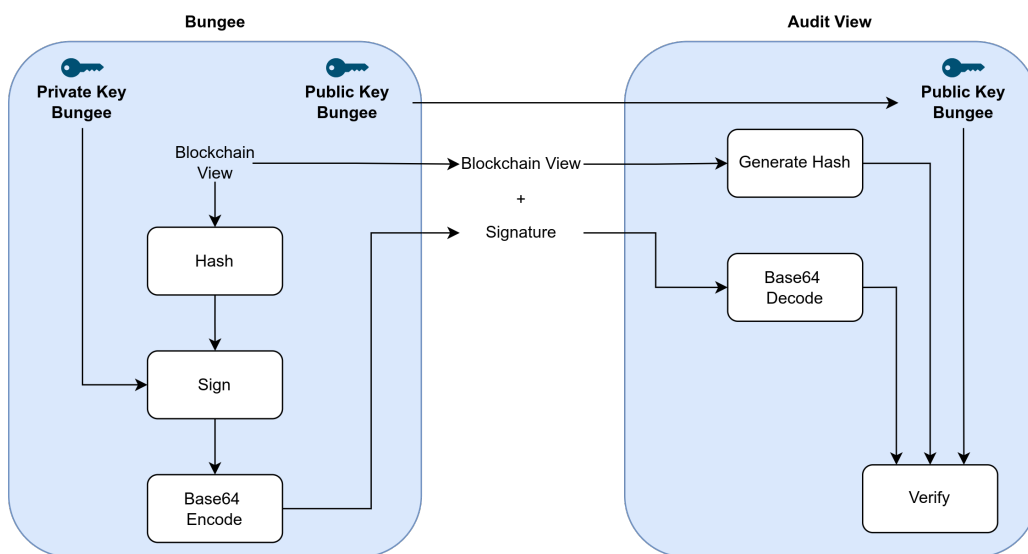 Bungee
Audit View
Private Key
Bungee
Public Key
Bungee
Public Key
Bungee
Blockchain
View
Blockchain View
Generate Hash
+
Signature
Hash
Base64
Decode
Sign
Base64
Encode
Verify